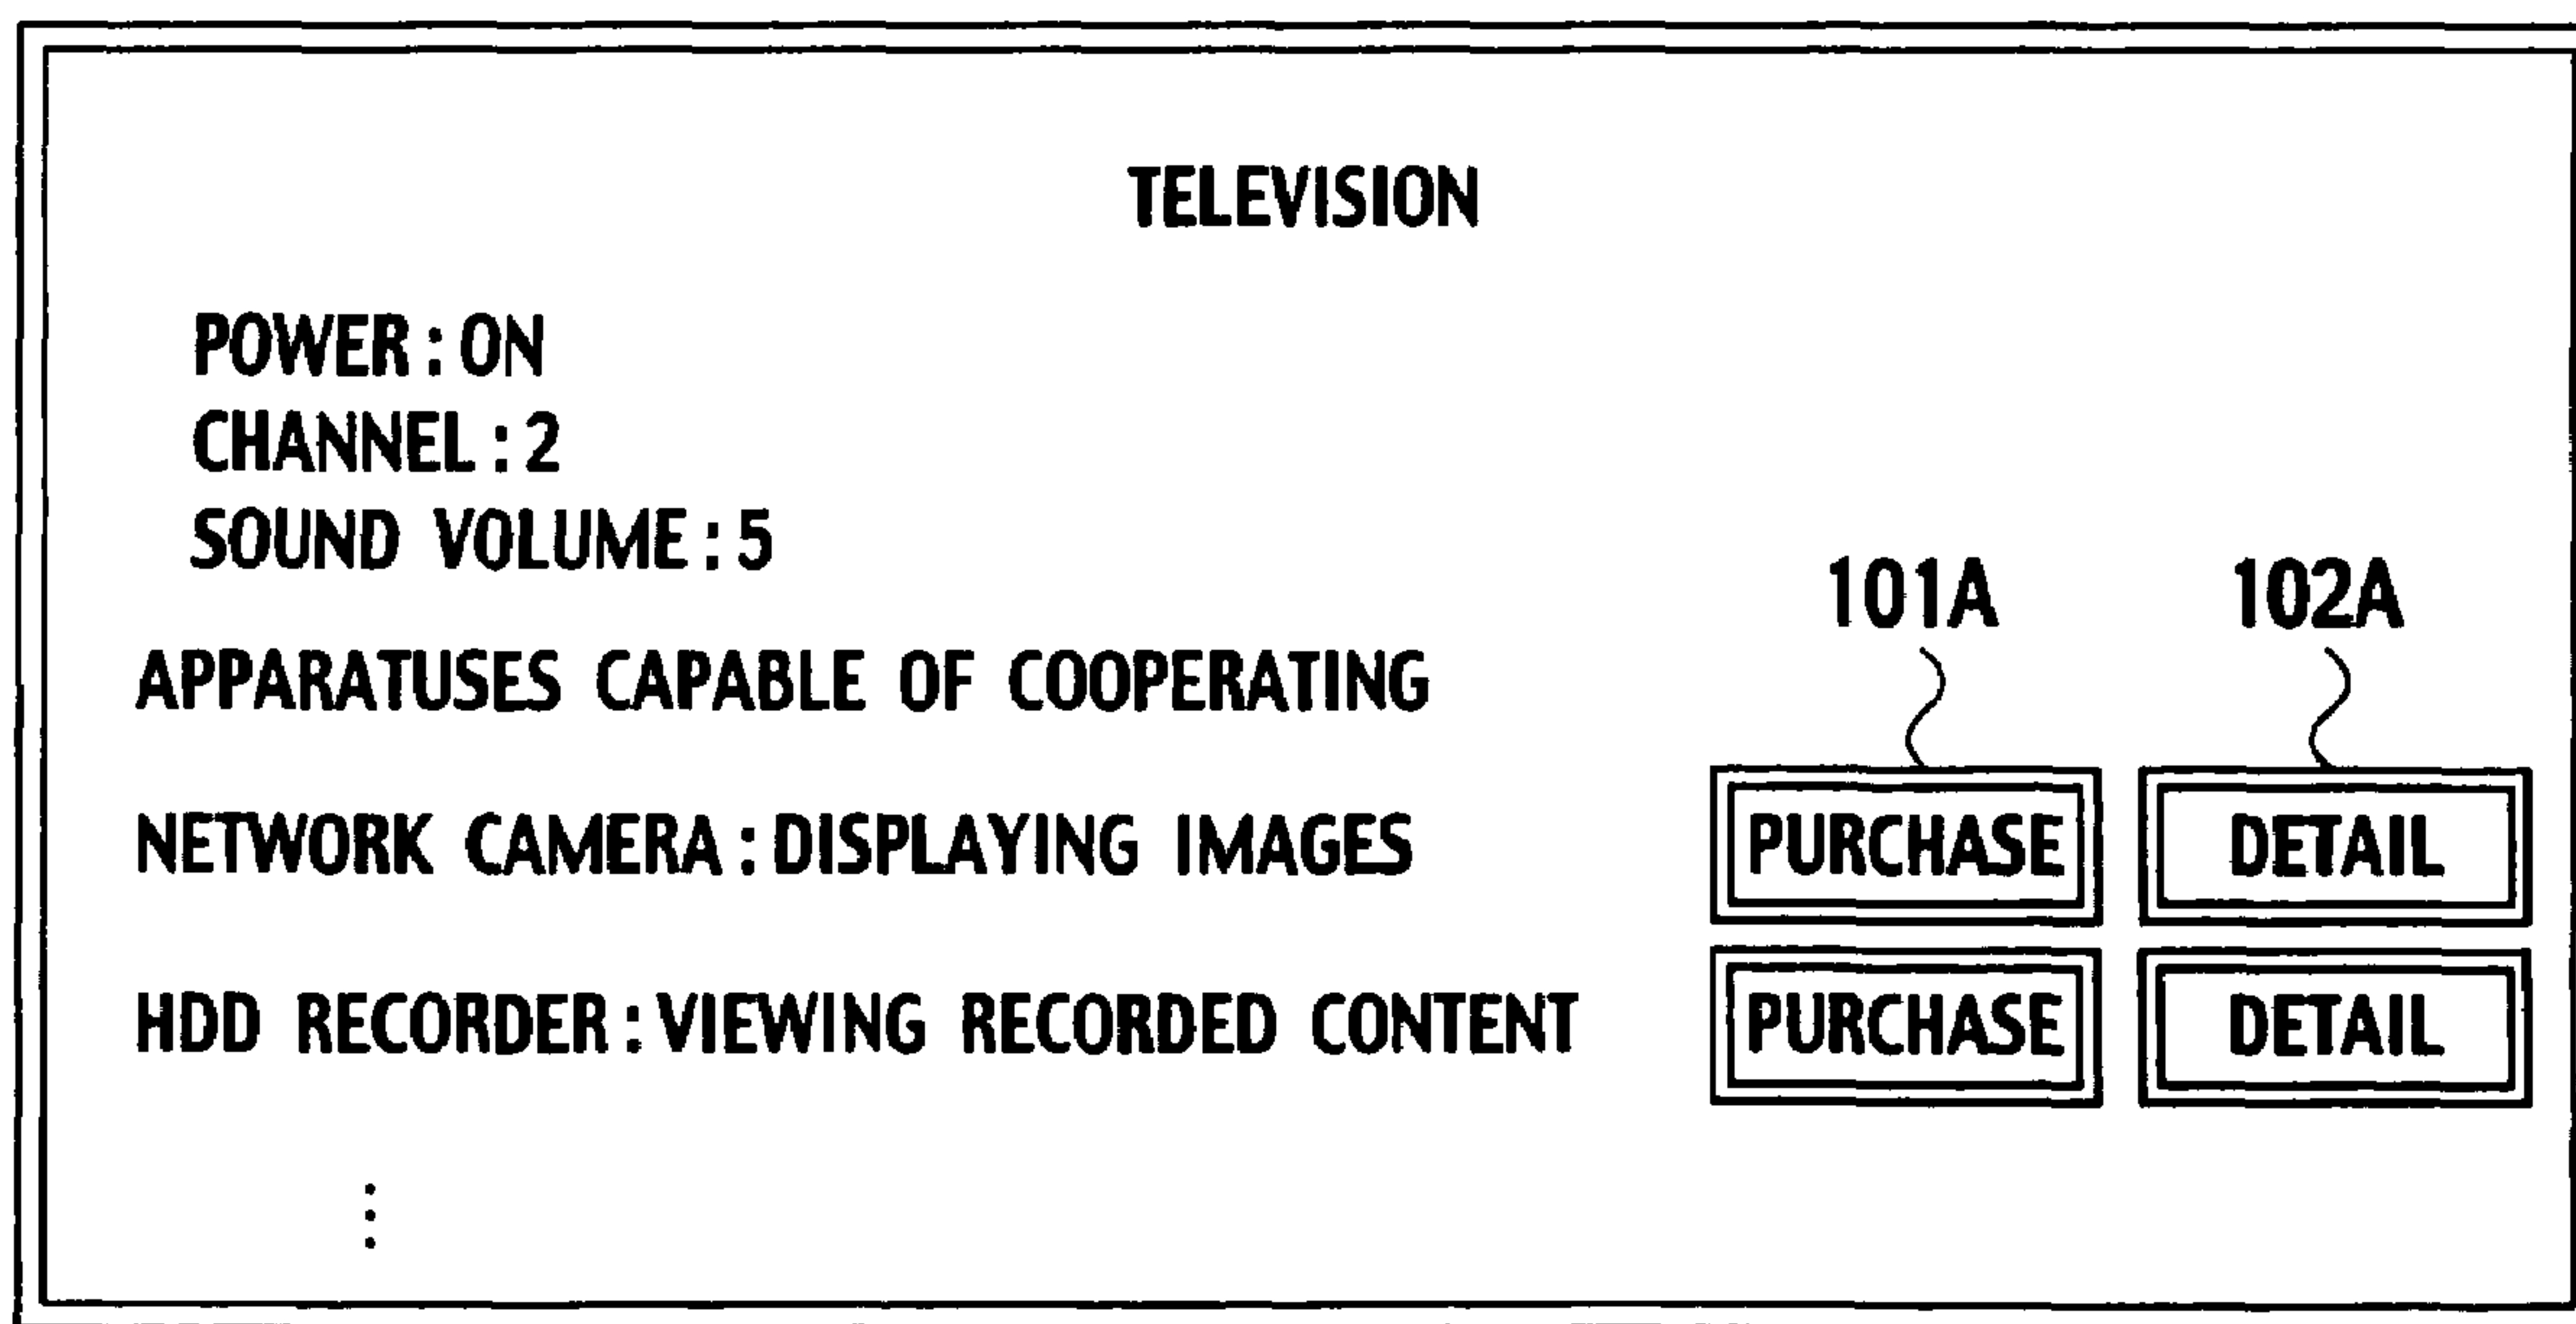 TELEVISION
POWER : ON
CHANNEL : 2
SOUND VOLUME : 5
101A 102A
APPARATUSES CAPABLE OF COOPERATING
NETWORK CAMERA : DISPLAYING IMAGES PURCHASE DETAIL
HDD RECORDER : VIEWING RECORDED CONTENT PURCHASE DETAIL